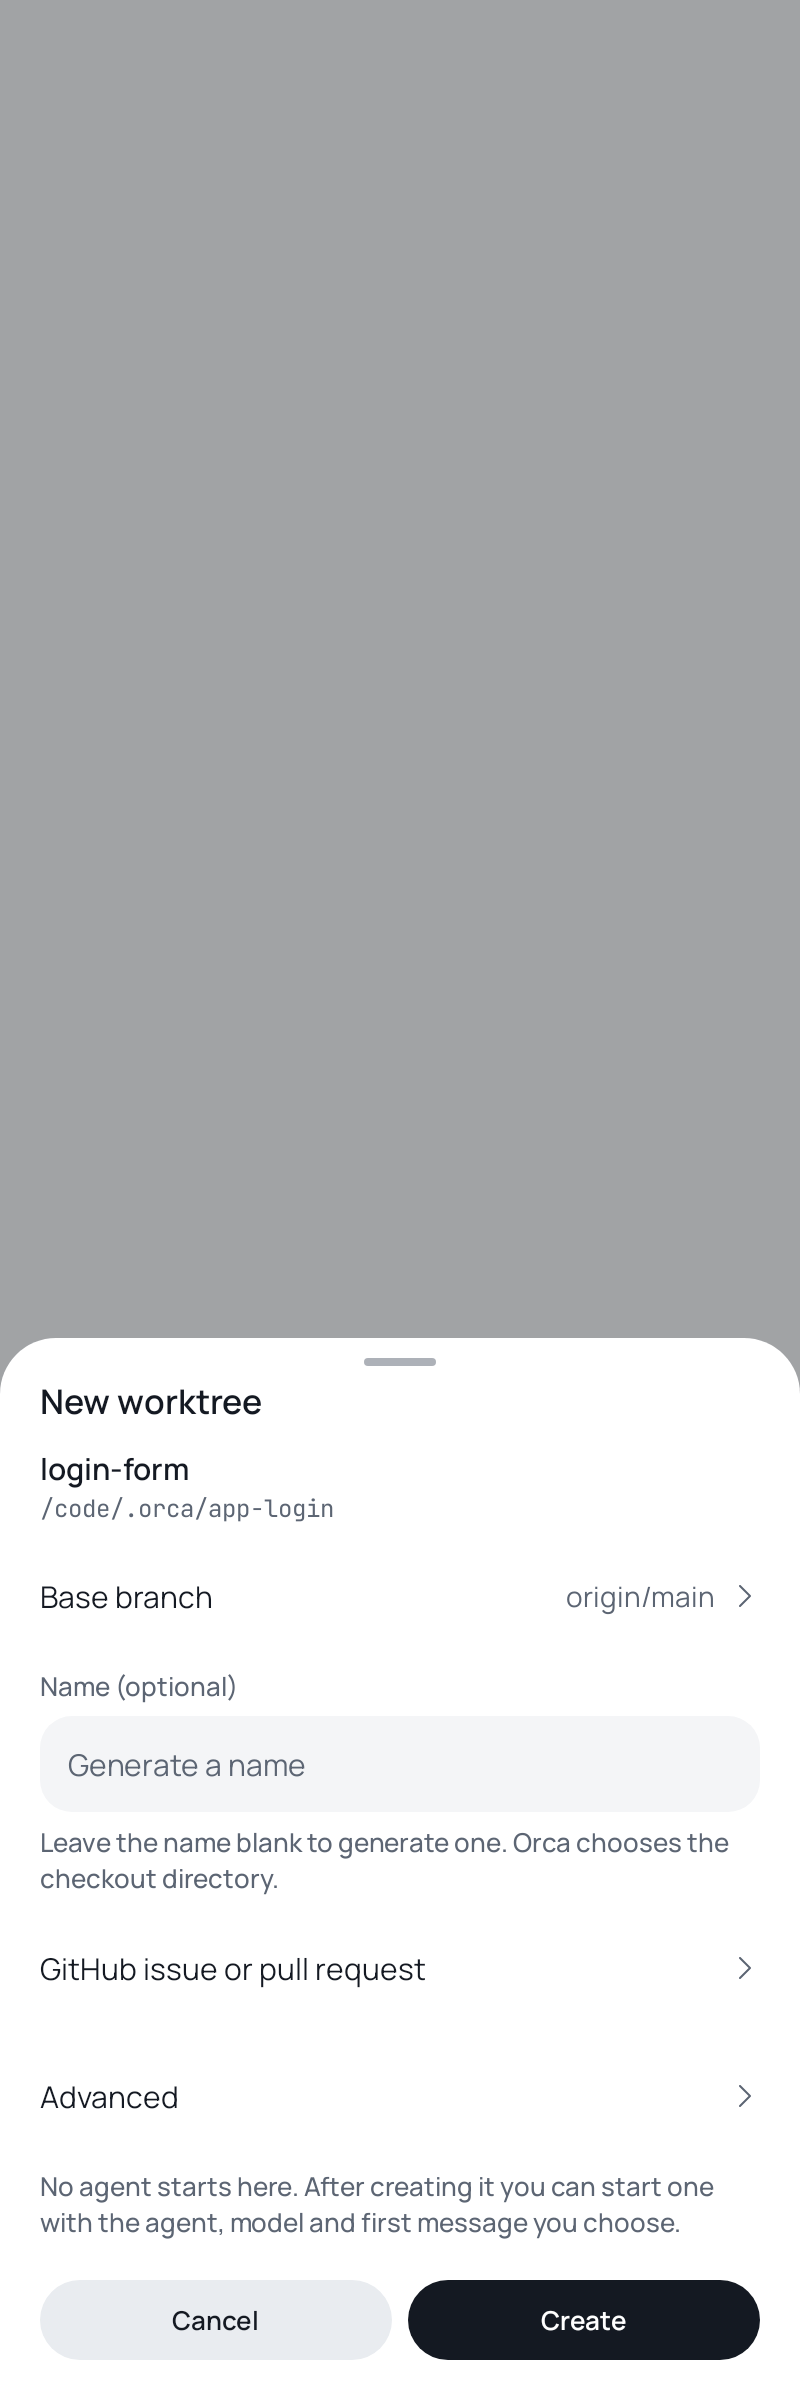 New worktree
login-form
/code/.orca/app-login
Base branch origin/main
Name (optional)
Generate a name
Leave the name blank to generate one. Orca chooses the
checkout directory.
GitHub issue or pull request
Advanced
No agent starts here. After creating it you can start one
with the agent, model and first message you choose.
Cancel Create